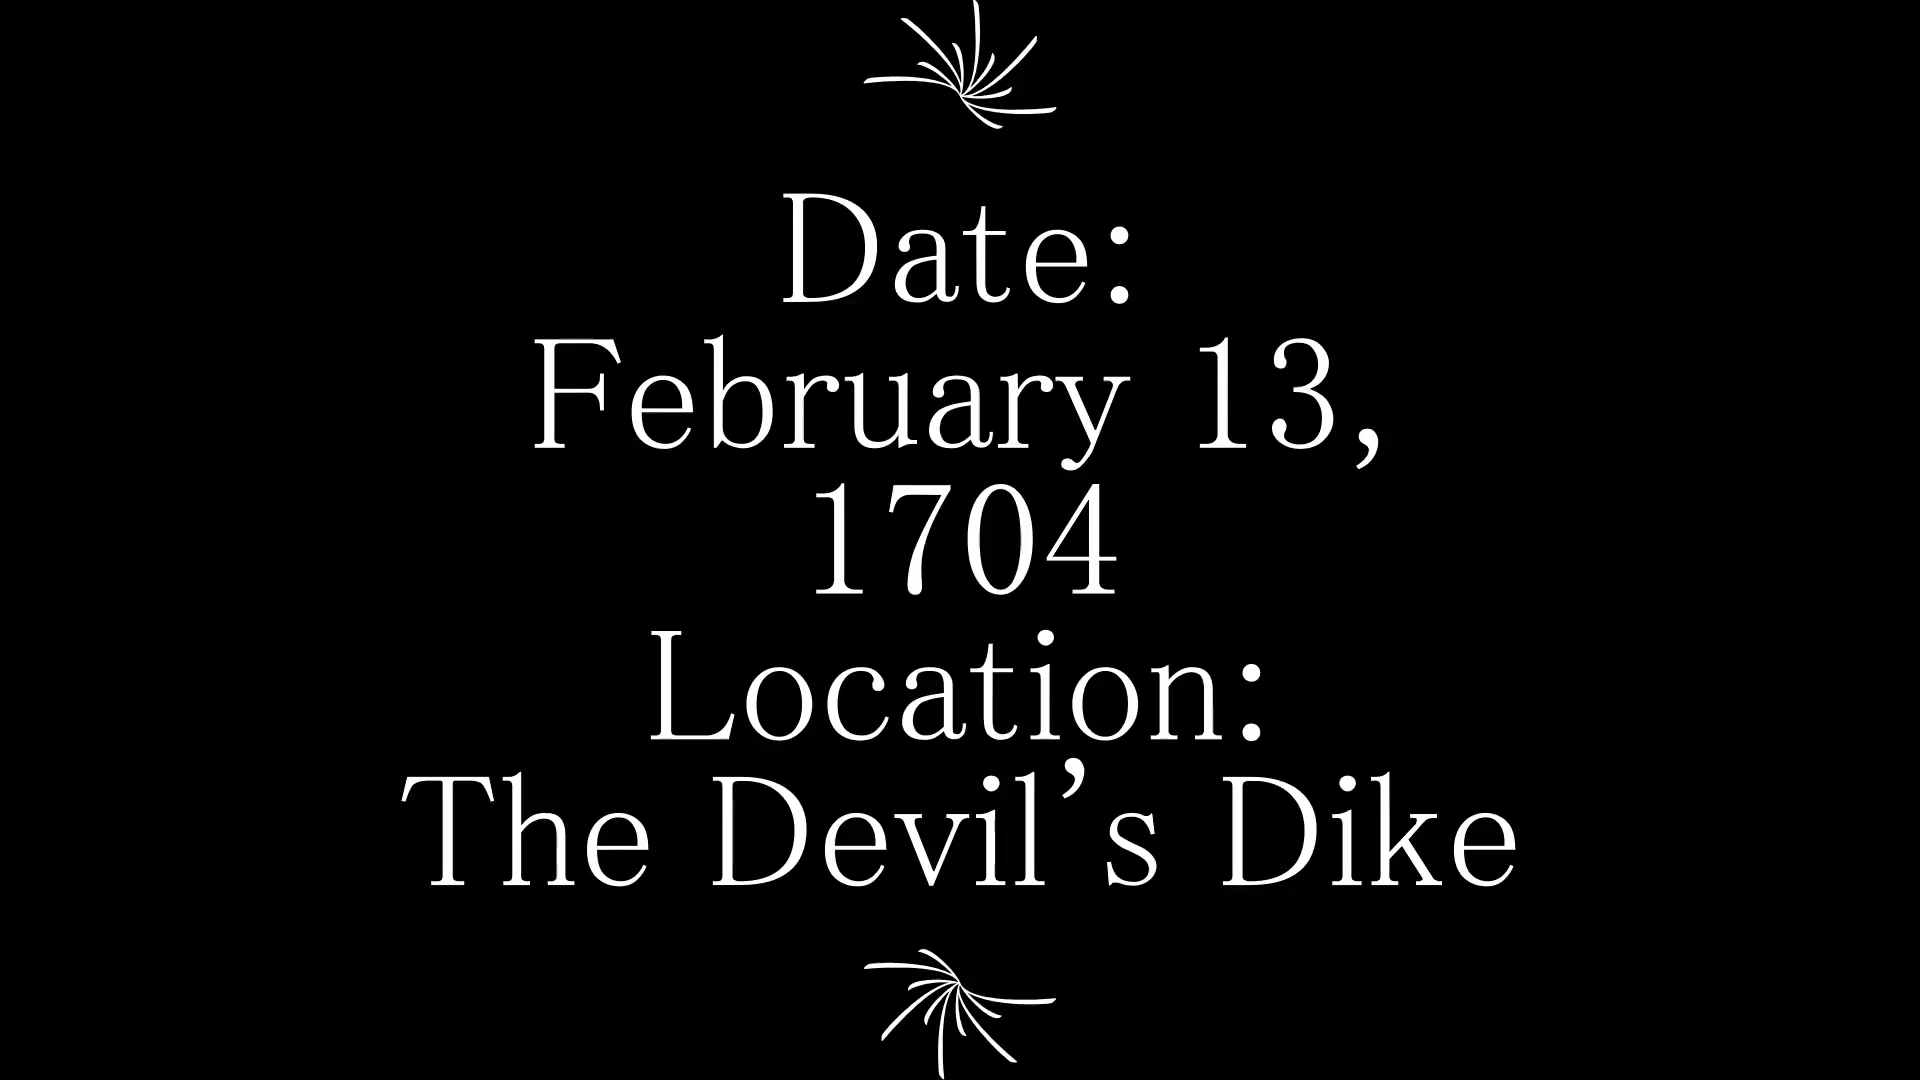 Date:
February 13,
1704
Location:
The Devil’s Dike